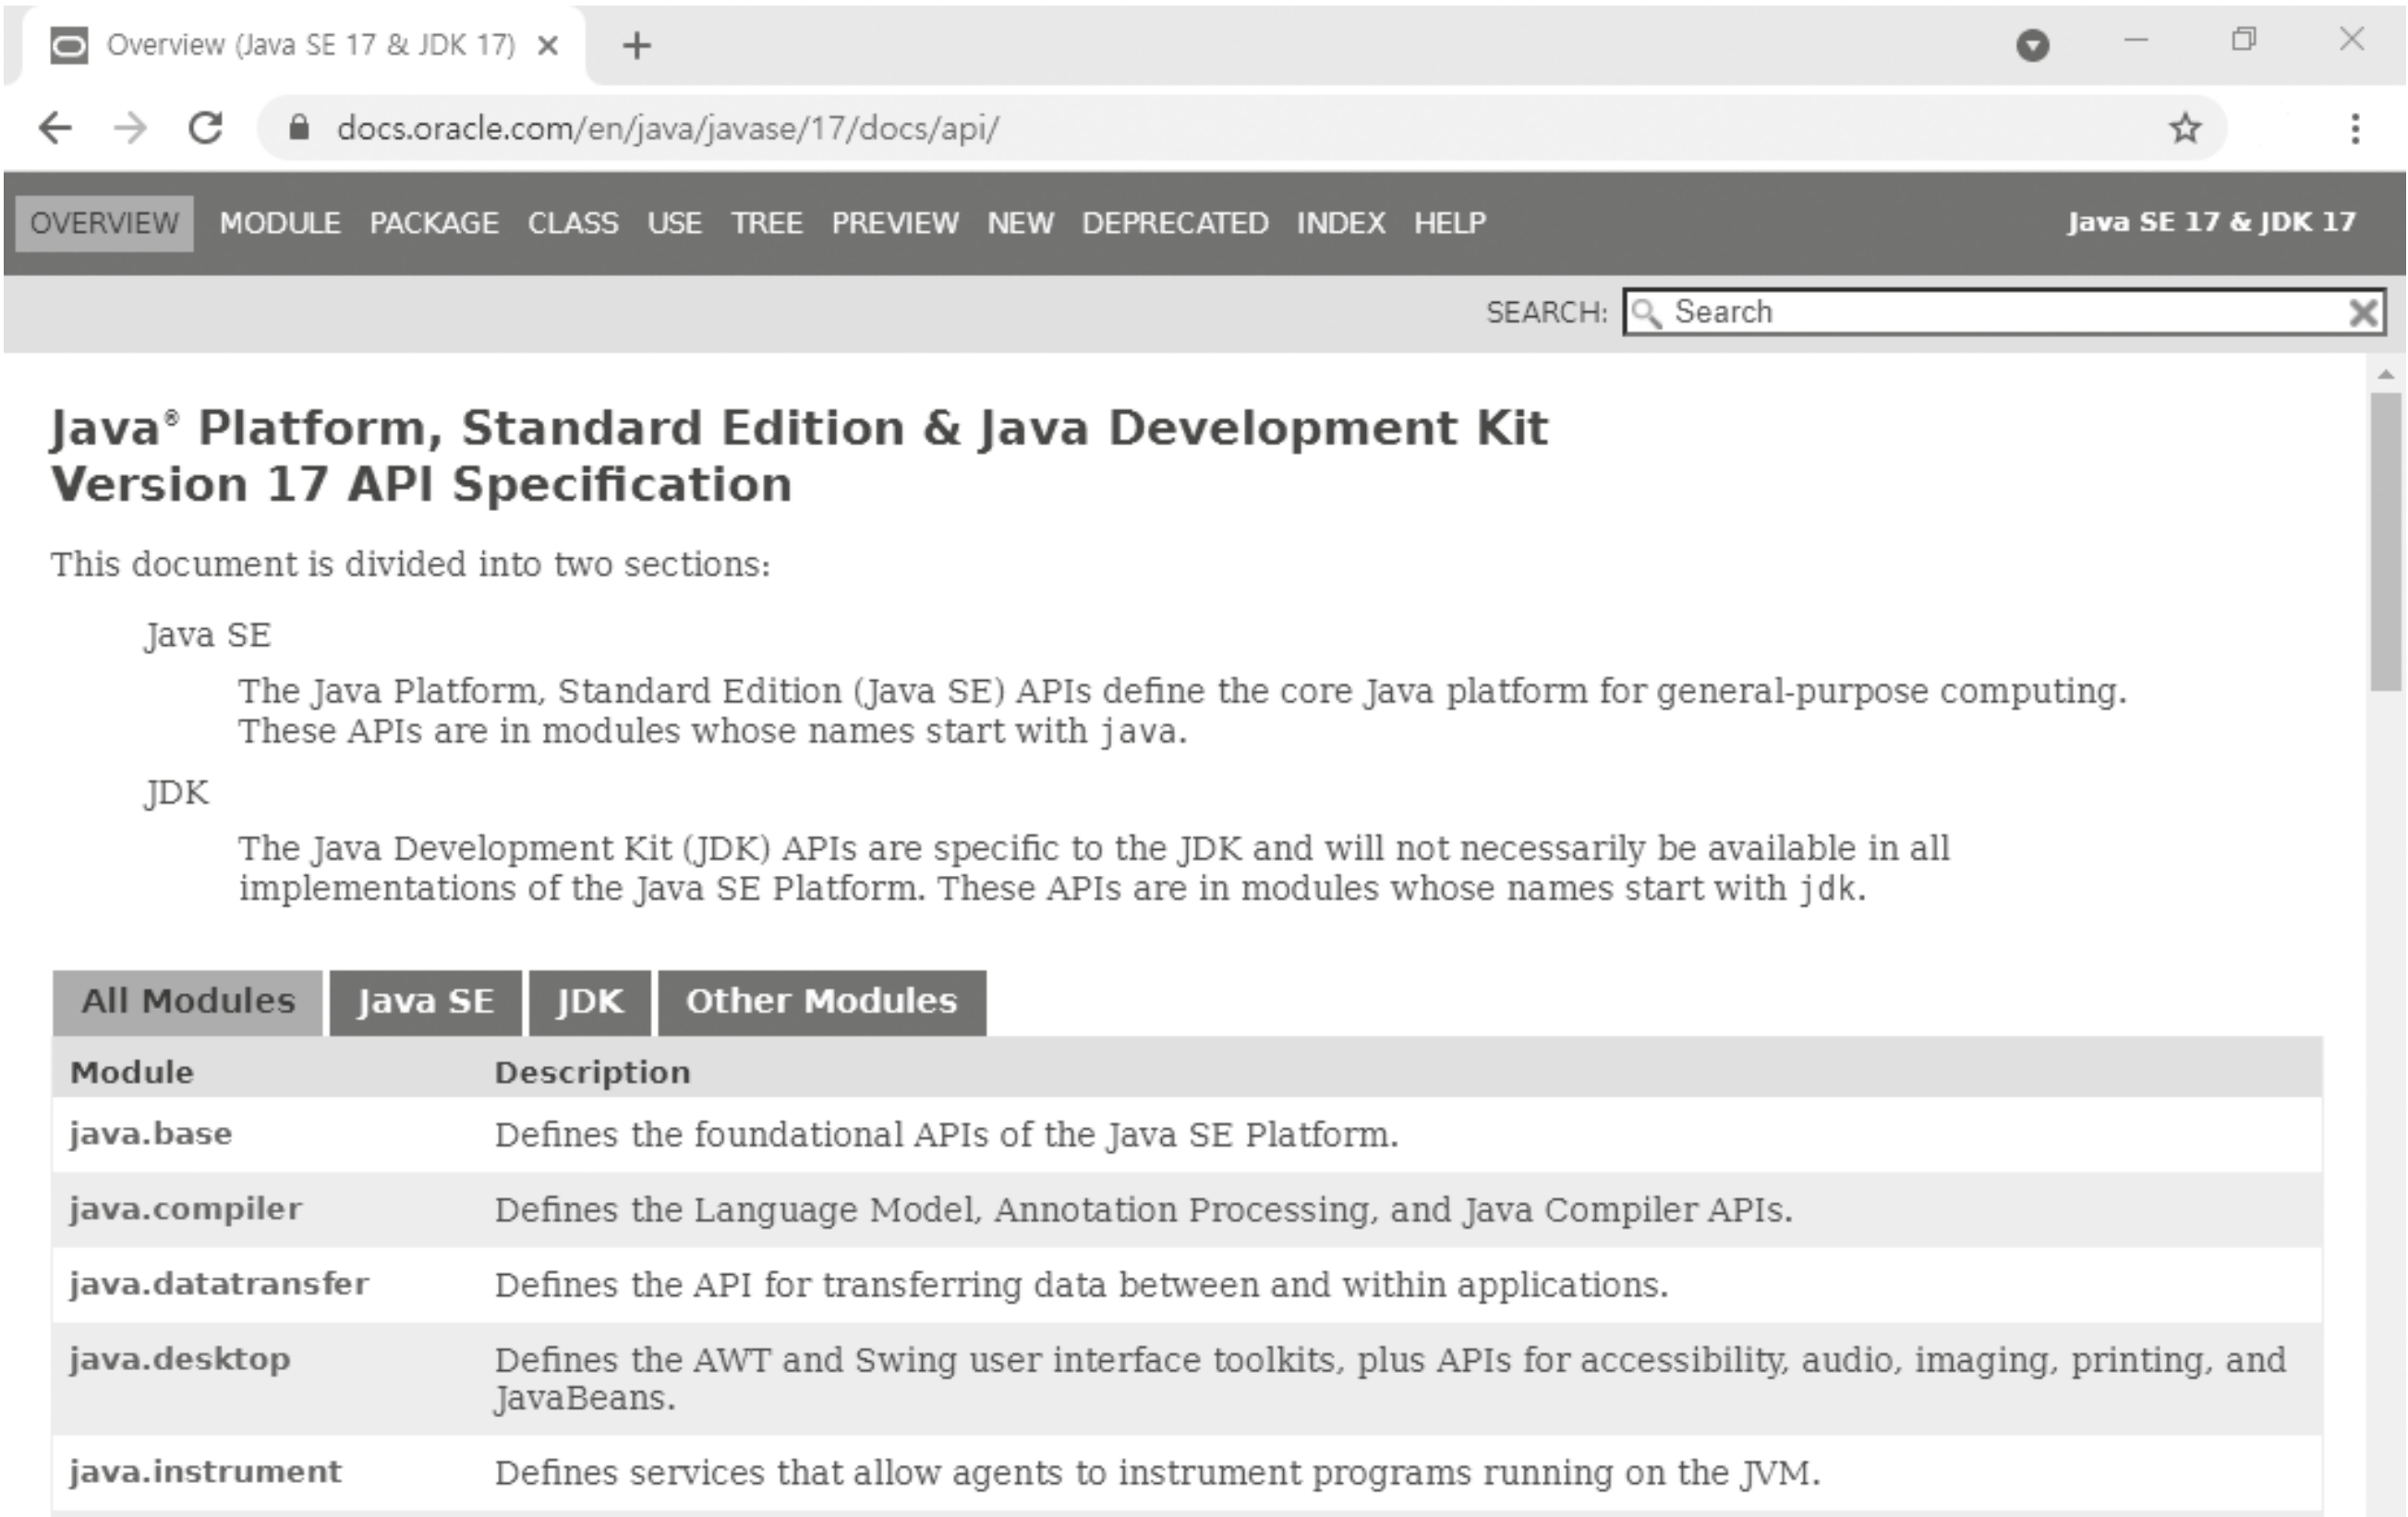 Overview (Java SE 17 & JDK 17)
docs.oracle.com/en/java/javase/17/docs/api/
OVERVIEW MODULE PACKAGE CLASS USE TREE PREVIEW NEW DEPRECATED INDEX HELP Java SE 17 & JDK 17
SEARCH: Search
Java® Platform, Standard Edition & Java Development Kit
Version 17 API Specification
This document is divided into two sections:
Java SE
The Java Platform, Standard Edition (Java SE) APIs define the core Java platform for general-purpose computing.
These APIs are in modules whose names start with java.
JDK
The Java Development Kit (JDK) APIs are specific to the JDK and will not necessarily be available in all
implementations of the Java SE Platform. These APIs are in modules whose names start with jdk.
All Modules Java SE JDK Other Modules
Module Description
java.base Defines the foundational APIs of the Java SE Platform.
java.compiler Defines the Language Model, Annotation Processing, and Java Compiler APIs.
java.datatransfer Defines the API for transferring data between and within applications.
java.desktop Defines the AWT and Swing user interface toolkits, plus APIs for accessibility, audio, imaging, printing, and
JavaBeans.
java.instrument Defines services that allow agents to instrument programs running on the JVM.